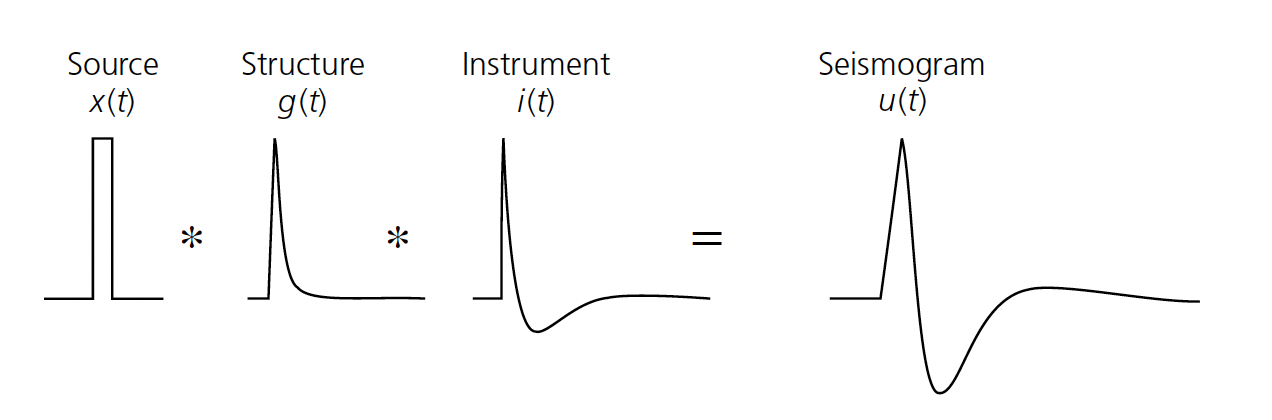 Source Structure Instrument Seismogram
x(t) g(t) i(t) u(t)
* * =